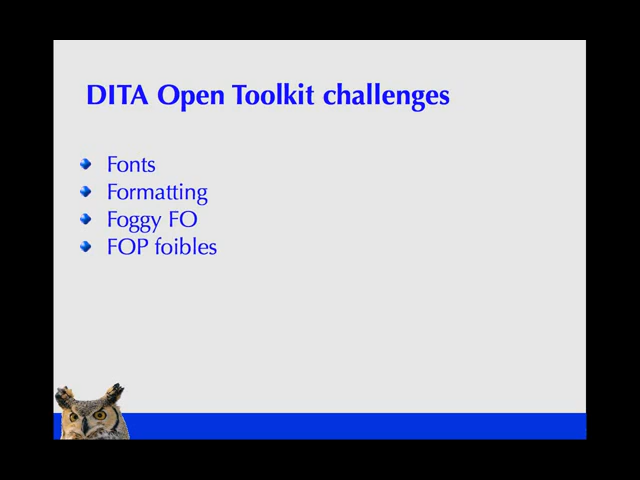 DITA Open Toolkit challenges
Fonts
Formatting
Foggy FO
FOP foibles